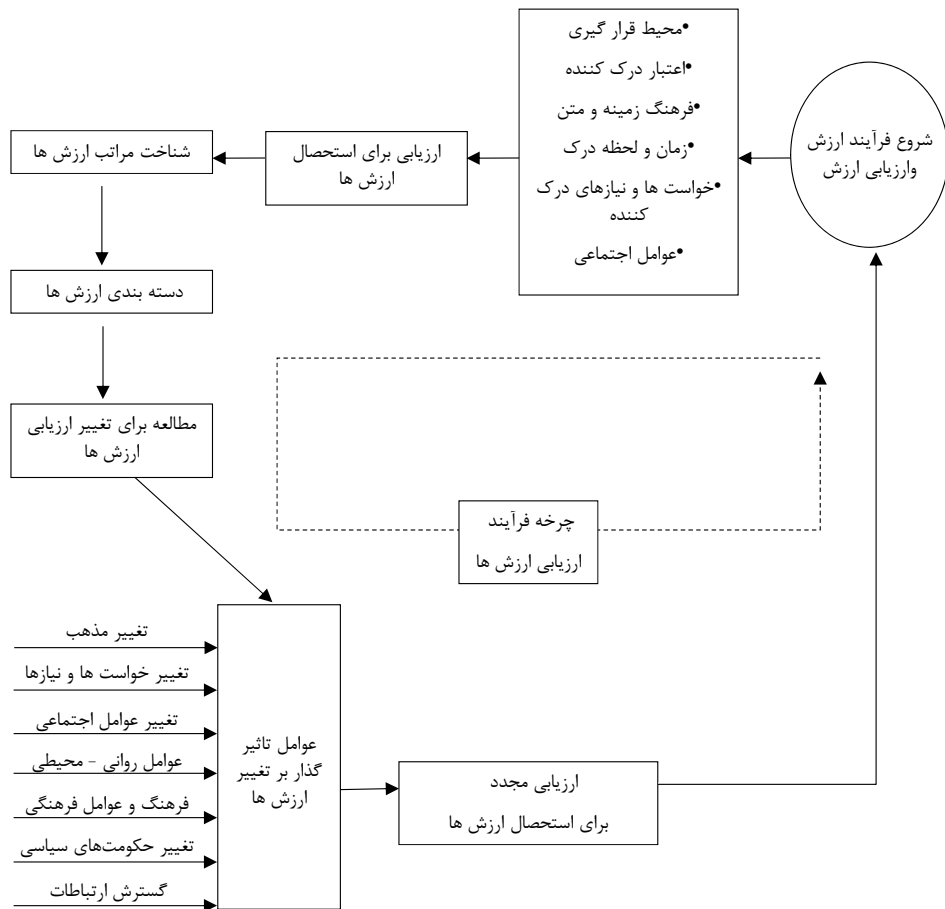 •محیط قرار گیری
•اعتبار درک کننده
•فرهنگ زمینه و متن
•زمان و لحظه درک
•خواست ها و نیازهای درک
کننده
•عوامل اجتماعی
شروع فرآیند ارزش
وارزیابی ارزش
ارزیابی برای استحصال
ارزش ها
شناخت مراتب ارزش ها
دسته بندی ارزش ها
مطالعه برای تغییر ارزیابی
ارزش ها
چرخه فرآیند
ارزیابی ارزش ها
تغییر مذهب
تغییر خواست ها و نیازها
تغییر عوامل اجتماعی
عوامل روانی - محیطی
فرهنگ و عوامل فرهنگی
تغییر حکومت‌های سیاسی
گسترش ارتباطات
عوامل تاثیر
گذار بر تغییر
ارزش ها
ارزیابی مجدد
برای استحصال ارزش ها